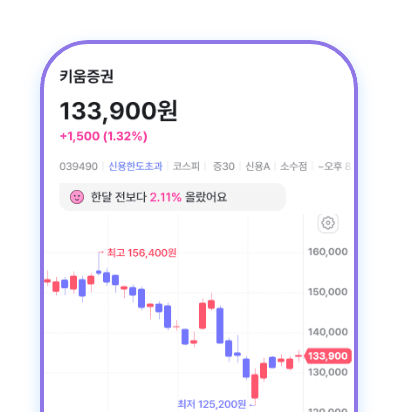 키움증권
133,900원
+1,500 (1.32%)
039490 신용한도초과 코스피 증30 신용A 소수점 ~오후 8
한달 전보다 2.11% 올랐어요
최고 156,400원
160,000
150,000
140,000
133,900
130,000
최저 125,200원
120,000